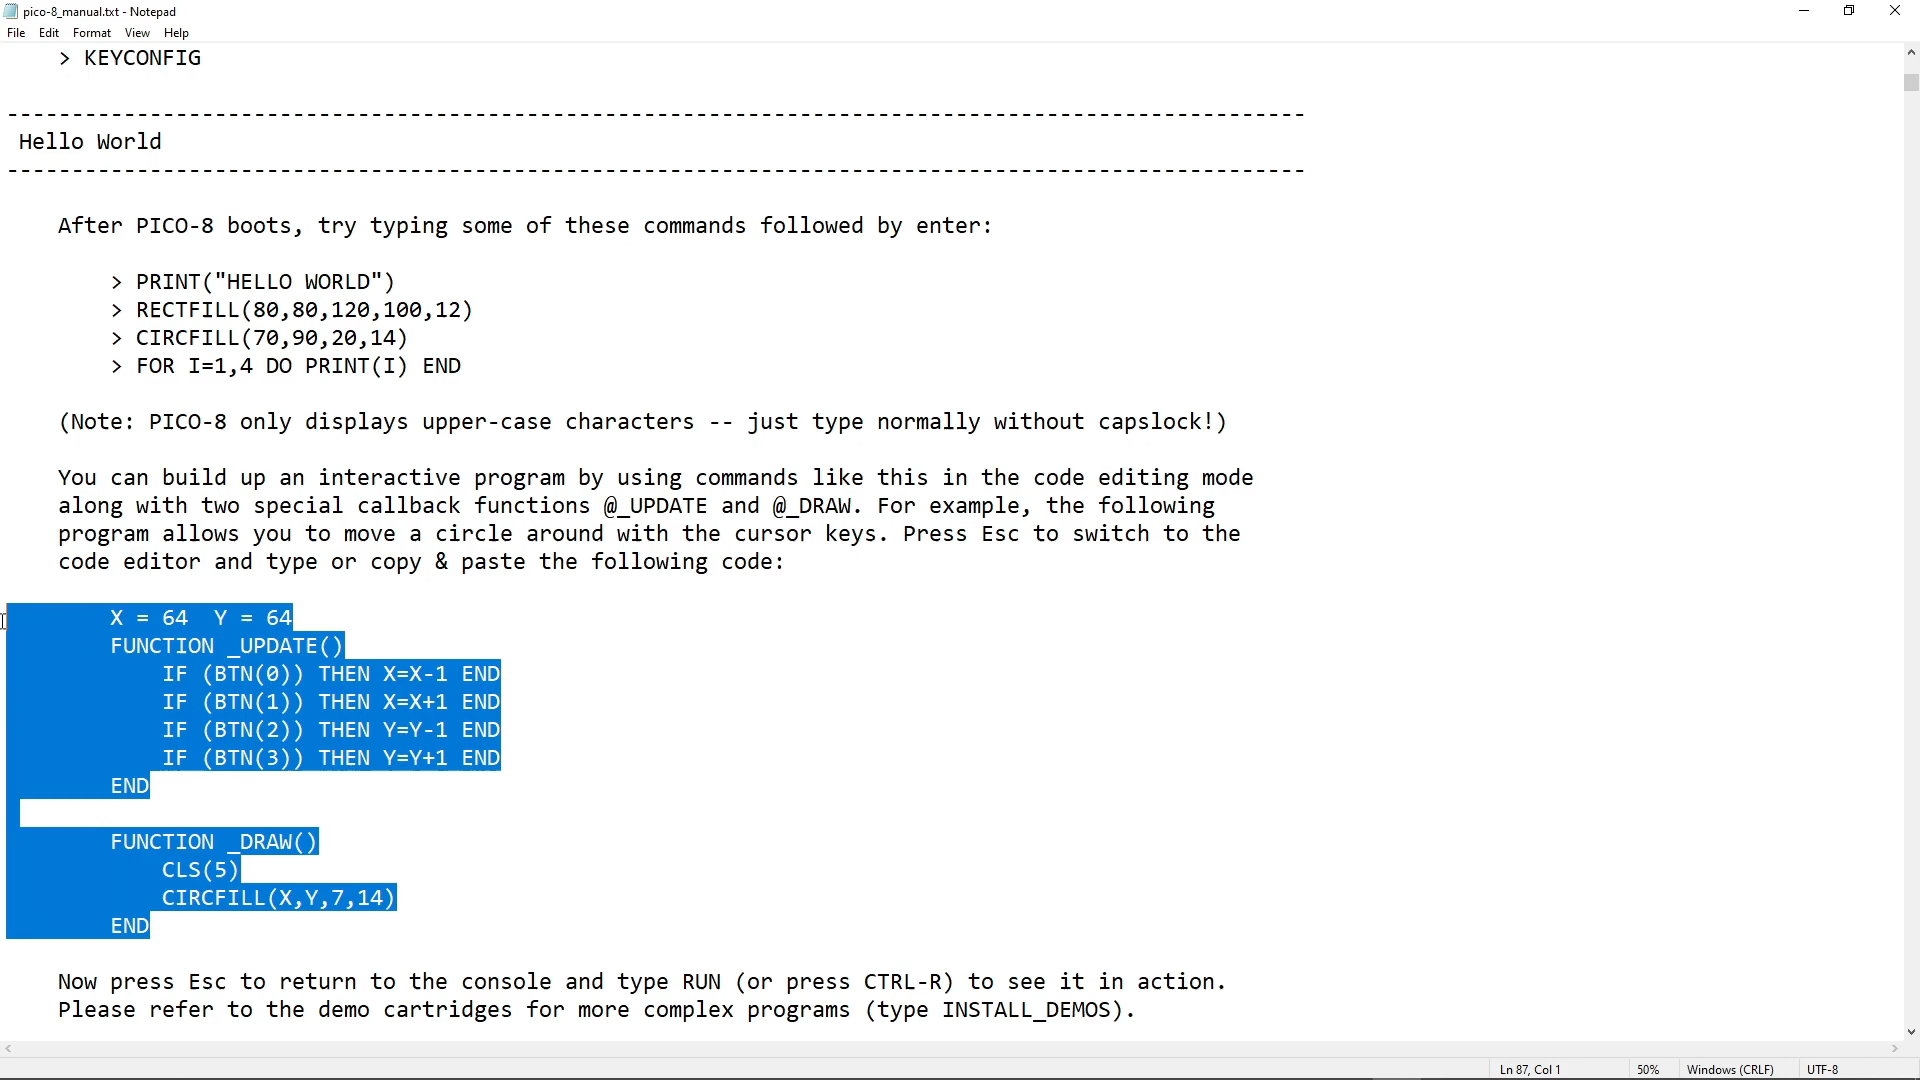 pico-8_manual.txt - Notepad
File Edit Format View Help
> KEYCONFIG
----------------------------------------------------------------------------------------------------
Hello World
----------------------------------------------------------------------------------------------------
After PICO-8 boots, try typing some of these commands followed by enter:
> PRINT("HELLO WORLD")
> RECTFILL(80,80,120,100,12)
> CIRCFILL(70,90,20,14)
> FOR I=1,4 DO PRINT(I) END
(Note: PICO-8 only displays upper-case characters -- just type normally without capslock!)
You can build up an interactive program by using commands like this in the code editing mode
along with two special callback functions @_UPDATE and @_DRAW. For example, the following
program allows you to move a circle around with the cursor keys. Press Esc to switch to the
code editor and type or copy & paste the following code:
X = 64  Y = 64
FUNCTION _UPDATE()
IF (BTN(0)) THEN X=X-1 END
IF (BTN(1)) THEN X=X+1 END
IF (BTN(2)) THEN Y=Y-1 END
IF (BTN(3)) THEN Y=Y+1 END
END
FUNCTION _DRAW()
CLS(5)
CIRCFILL(X,Y,7,14)
END
Now press Esc to return to the console and type RUN (or press CTRL-R) to see it in action.
Please refer to the demo cartridges for more complex programs (type INSTALL_DEMOS).
Ln 87, Col 1 50% Windows (CRLF) UTF-8